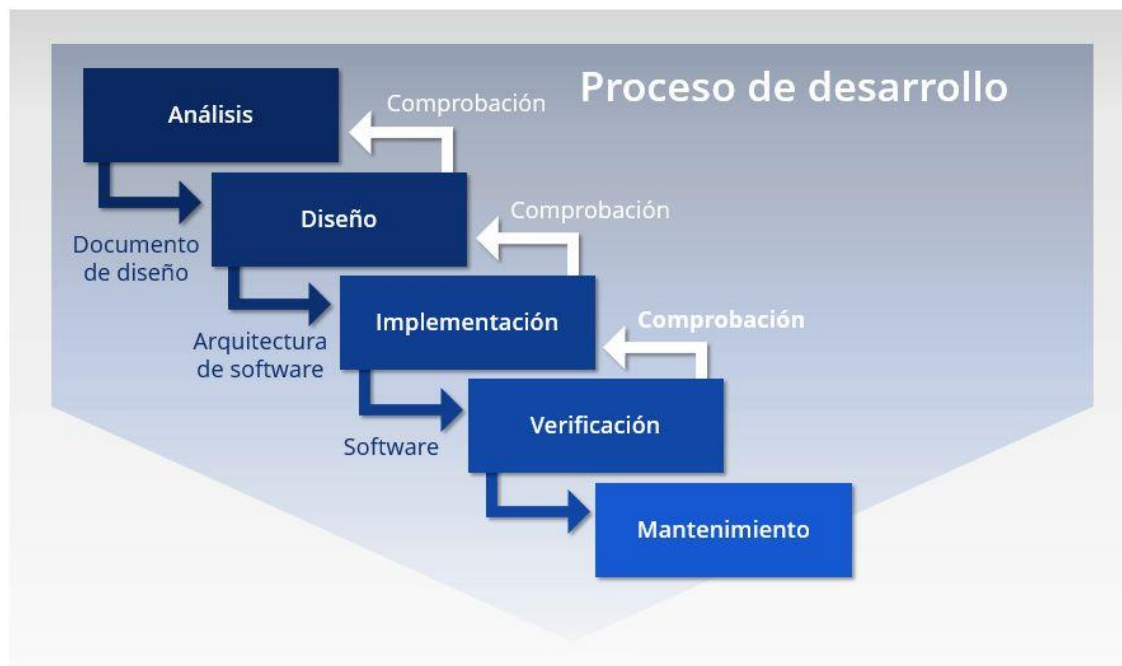 Proceso de desarrollo
Análisis
Comprobación
Diseño
Comprobación
Documento
de diseño
Implementación
Comprobación
Arquitectura
de software
Verificación
Software
Mantenimiento